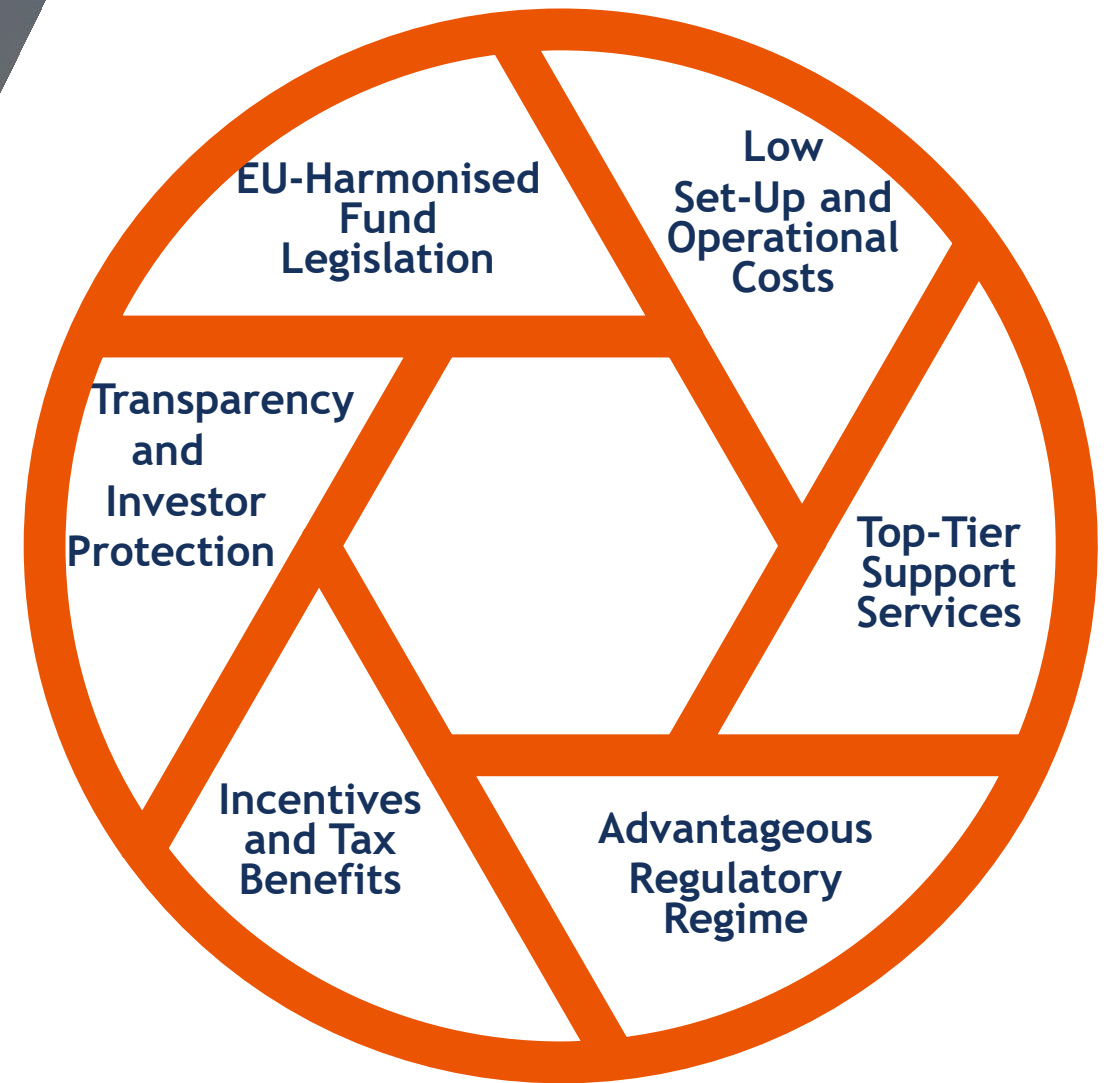 EU-Harmonised
Fund
Legislation
Low
Set-Up and
Operational
Costs
Transparency
and
Investor
Protection
Top-Tier
Support
Services
Incentives
and Tax
Benefits
Advantageous
Regulatory
Regime